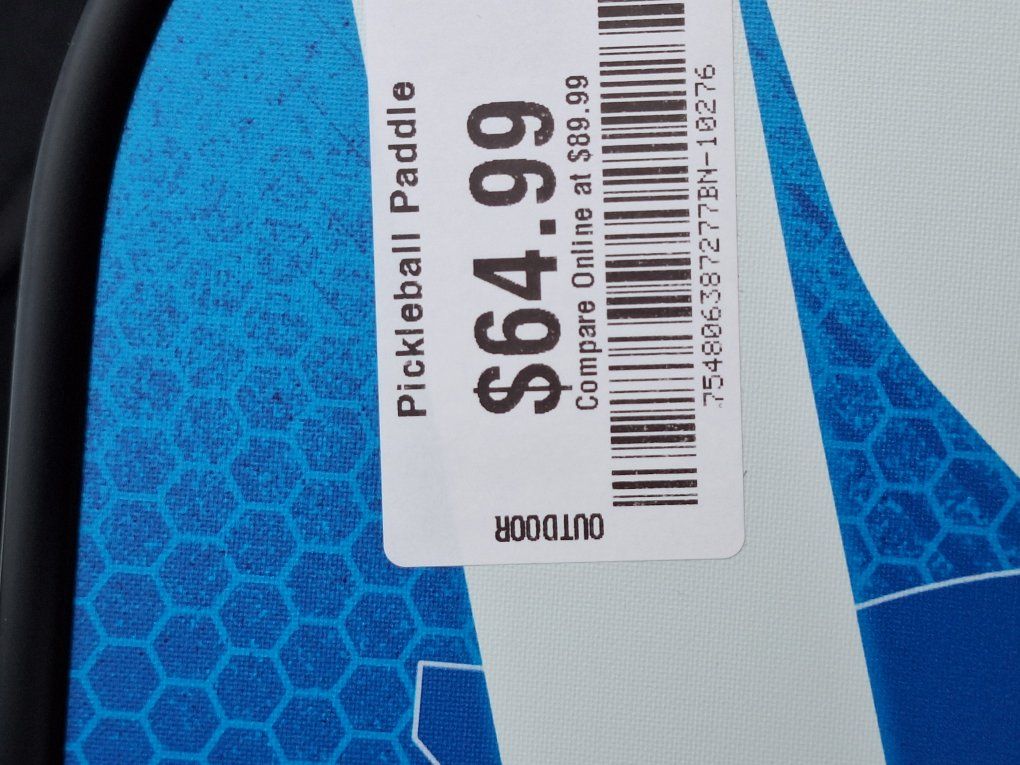 Pickleball Paddle
$64.99
Compare Online at $89.99
754806387277BN-10276
OUTDOOR